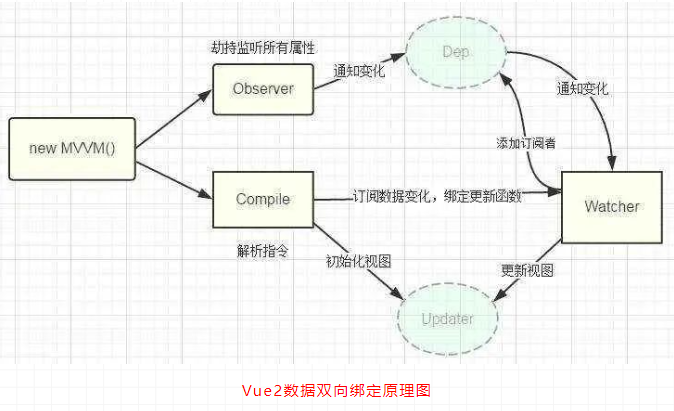 劫持监听所有属性
Dep
Observer
通知变化
通知变化
new MVVM()
添加订阅者
Compile
订阅数据变化，绑定更新函数
Watcher
解析指令
初始化视图
更新视图
Updater
Vue2数据双向绑定原理图